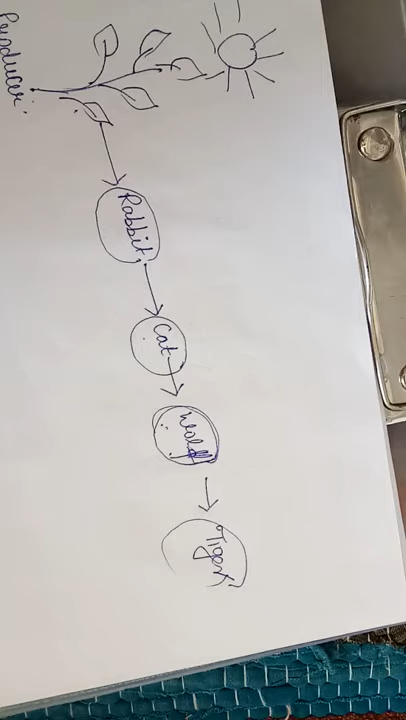 Producer.
Rabbit.
Cat
Wolf
Tiger